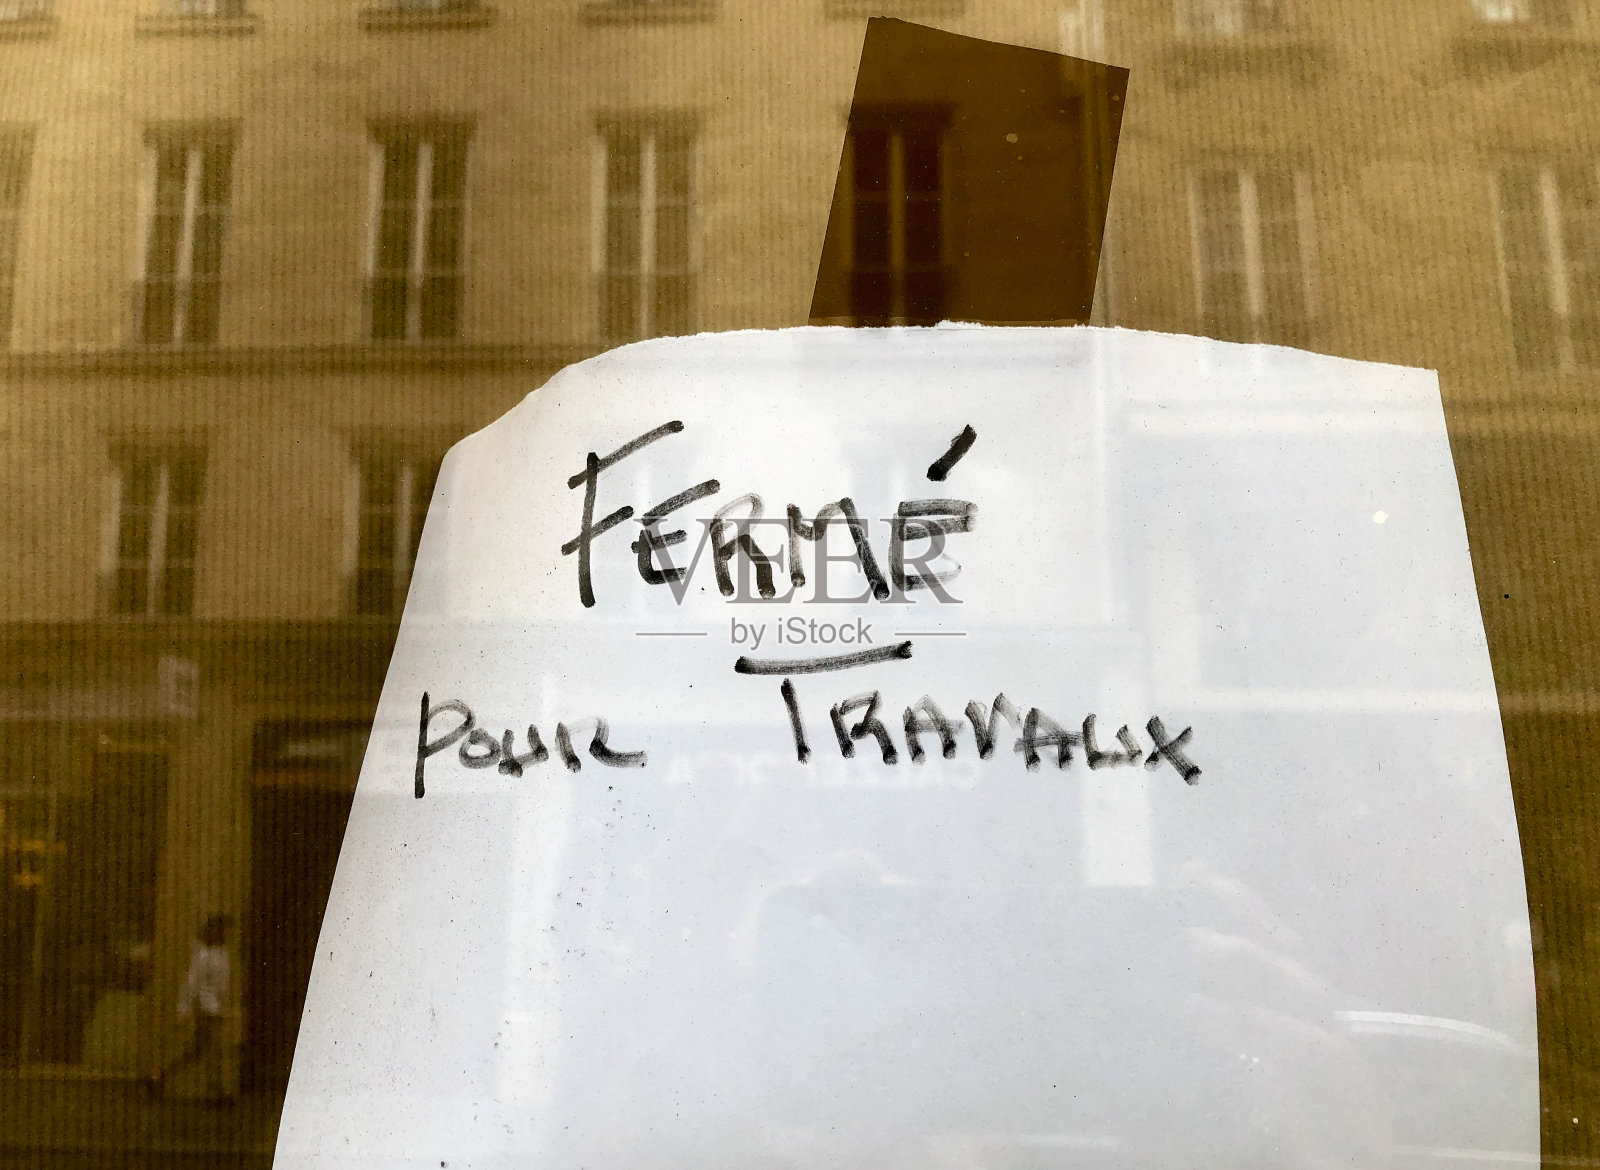 FERMÉ
VEER
by iStock
POUR TRAVAUX